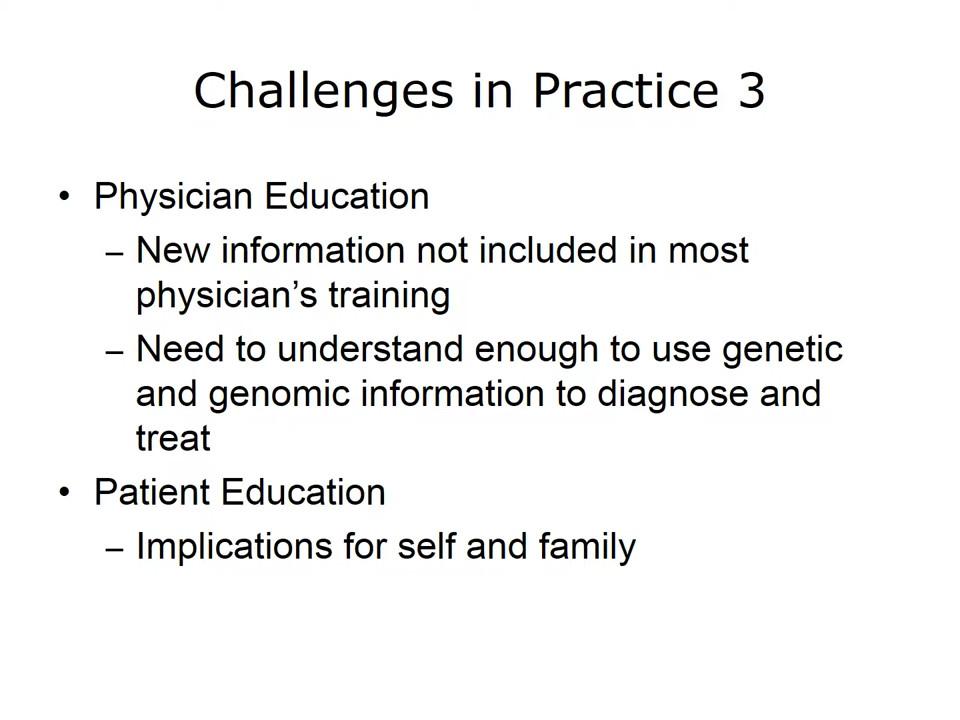 Challenges in Practice 3
• Physician Education
– New information not included in most
physician’s training
– Need to understand enough to use genetic
and genomic information to diagnose and
treat
• Patient Education
– Implications for self and family